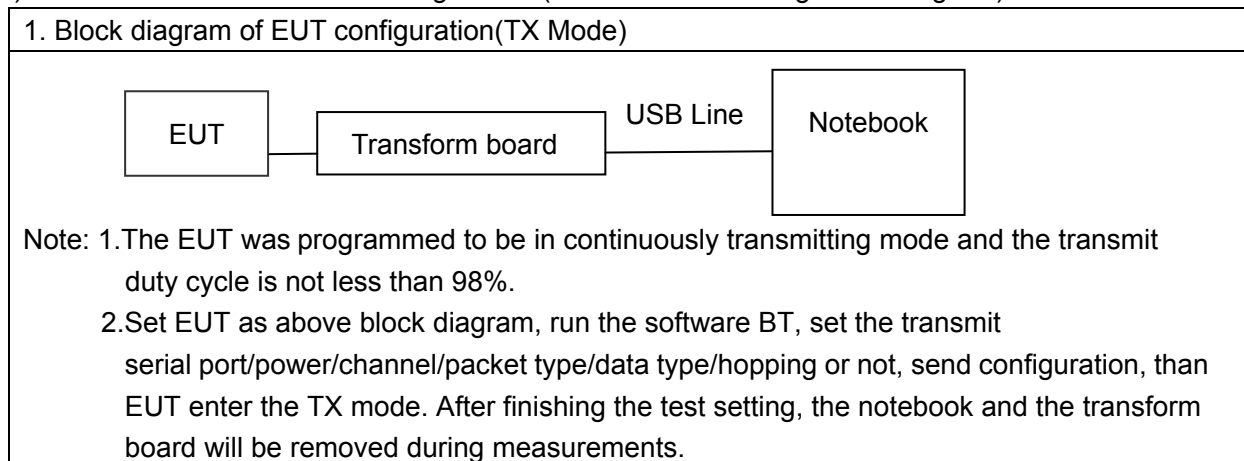 1. Block diagram of EUT configuration(TX Mode)
EUT
Transform board
USB Line
Notebook
Note: 1.The EUT was programmed to be in continuously transmitting mode and the transmit
duty cycle is not less than 98%.
2.Set EUT as above block diagram, run the software BT, set the transmit
serial port/power/channel/packet type/data type/hopping or not, send configuration, than
EUT enter the TX mode. After finishing the test setting, the notebook and the transform
board will be removed during measurements.